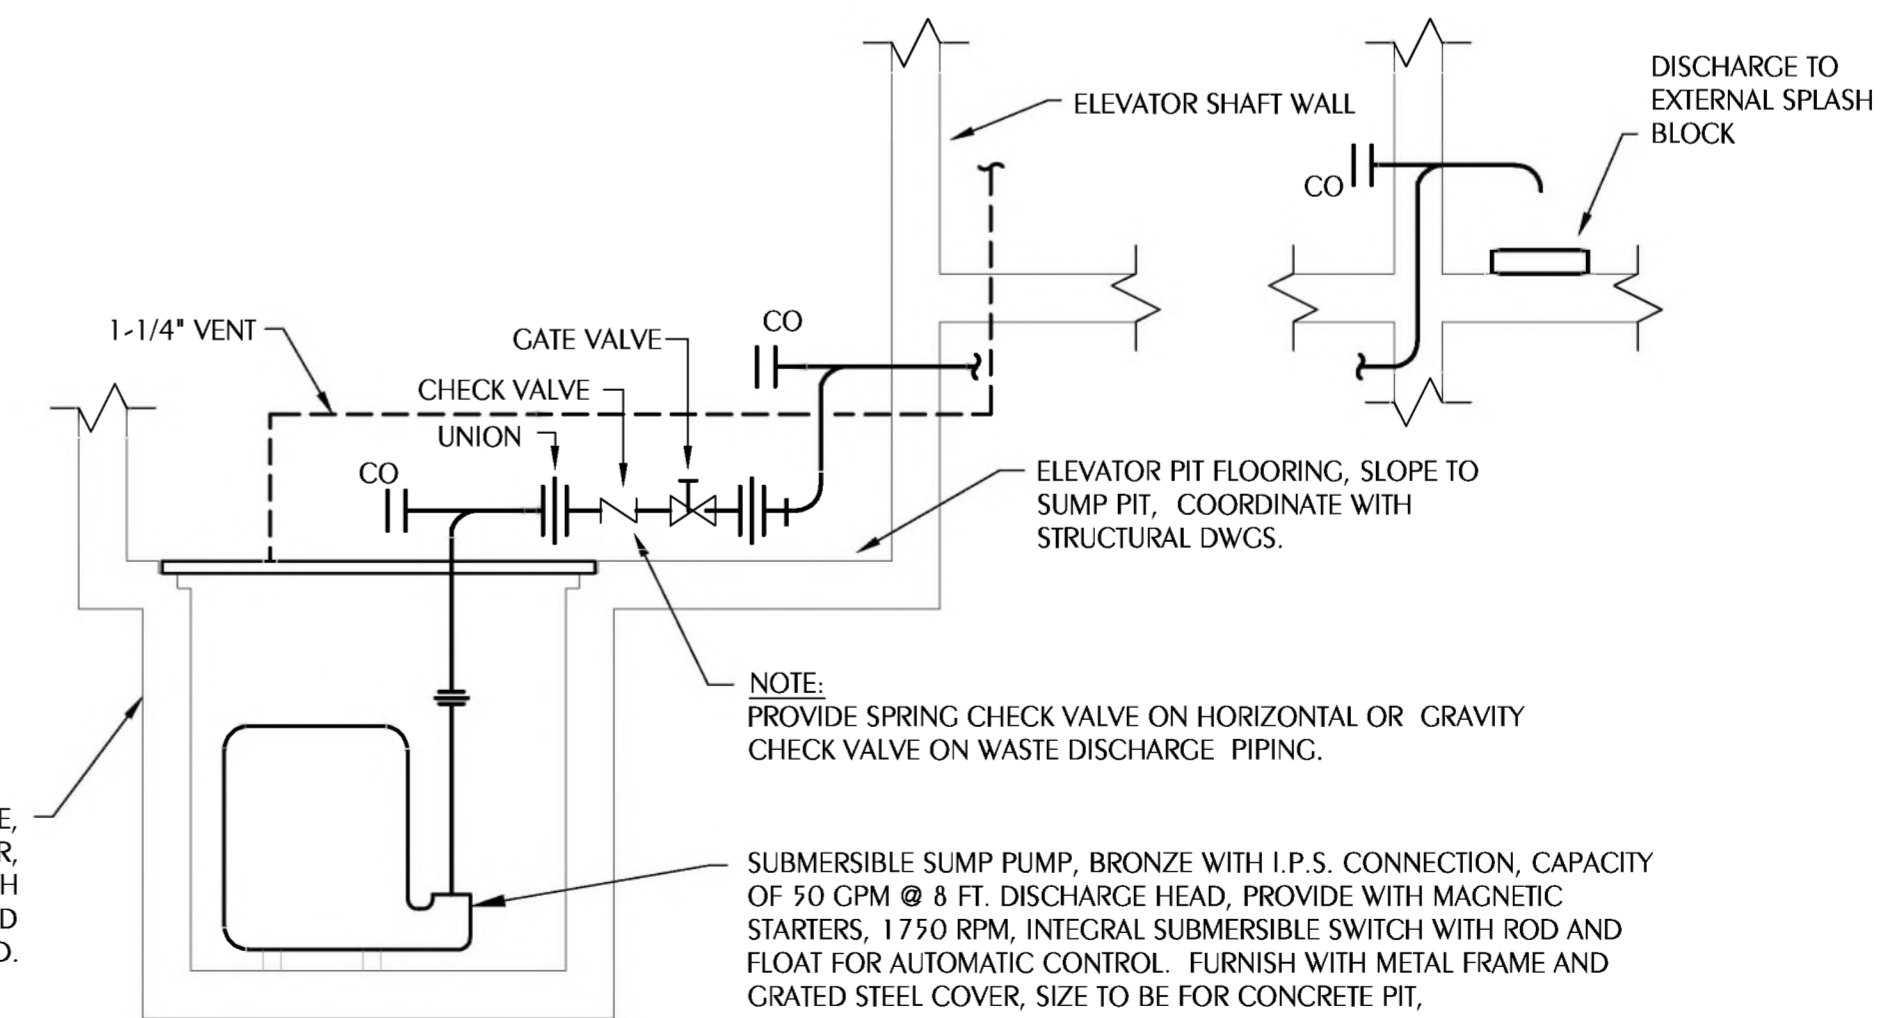 DISCHARGE TO
EXTERNAL SPLASH
BLOCK
ELEVATOR SHAFT WALL
CO
1-1/4" VENT
GATE VALVE
CO
CHECK VALVE
UNION
CO
ELEVATOR PIT FLOORING, SLOPE TO
SUMP PIT, COORDINATE WITH
STRUCTURAL DWGS.
NOTE:
PROVIDE SPRING CHECK VALVE ON HORIZONTAL OR GRAVITY
CHECK VALVE ON WASTE DISCHARGE PIPING.
E,
R,
H
D
D.
SUBMERSIBLE SUMP PUMP, BRONZE WITH I.P.S. CONNECTION, CAPACITY
OF 50 GPM @ 8 FT. DISCHARGE HEAD, PROVIDE WITH MAGNETIC
STARTERS, 1750 RPM, INTEGRAL SUBMERSIBLE SWITCH WITH ROD AND
FLOAT FOR AUTOMATIC CONTROL. FURNISH WITH METAL FRAME AND
GRATED STEEL COVER, SIZE TO BE FOR CONCRETE PIT,